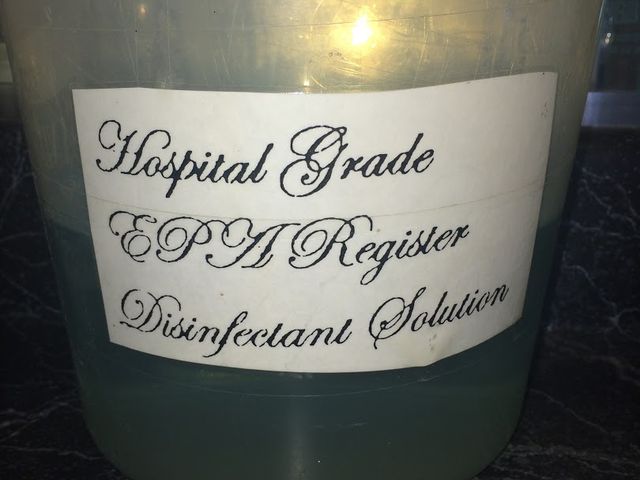 Hospital Grade
EPA Register
Disinfectant Solution